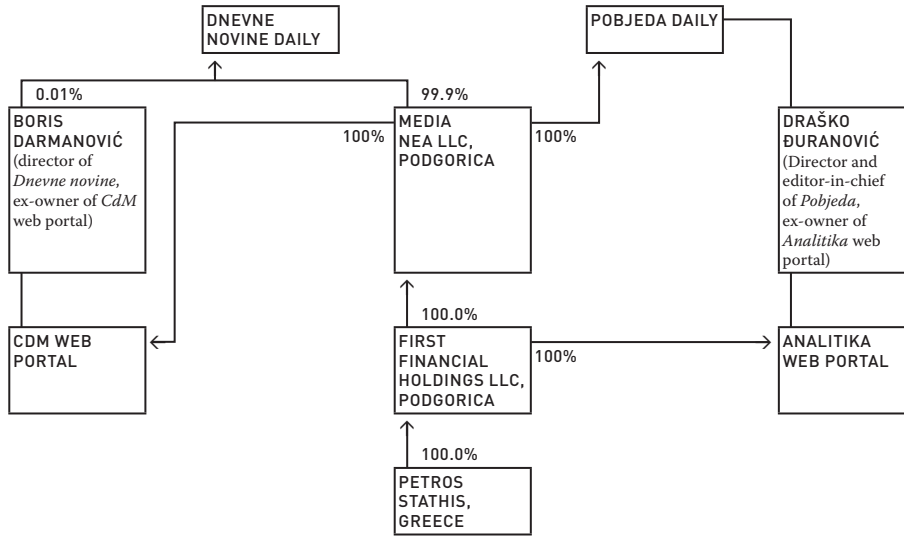 DNEVNE
NOVINE DAILY
POBJEDA DAILY
0.01%
99.9%
BORIS
DARMANOVIĆ
(director of
Dnevne novine,
ex-owner of CdM
web portal)
100%
MEDIA
NEA LLC,
PODGORICA
100%
DRAŠKO
ĐURANOVIĆ
(Director and
editor-in-chief
of Pobjeda,
ex-owner of
Analitika web
portal)
100.0%
CDM WEB
PORTAL
FIRST
FINANCIAL
HOLDINGS LLC,
PODGORICA
100%
ANALITIKA
WEB PORTAL
100.0%
PETROS
STATHIS,
GREECE